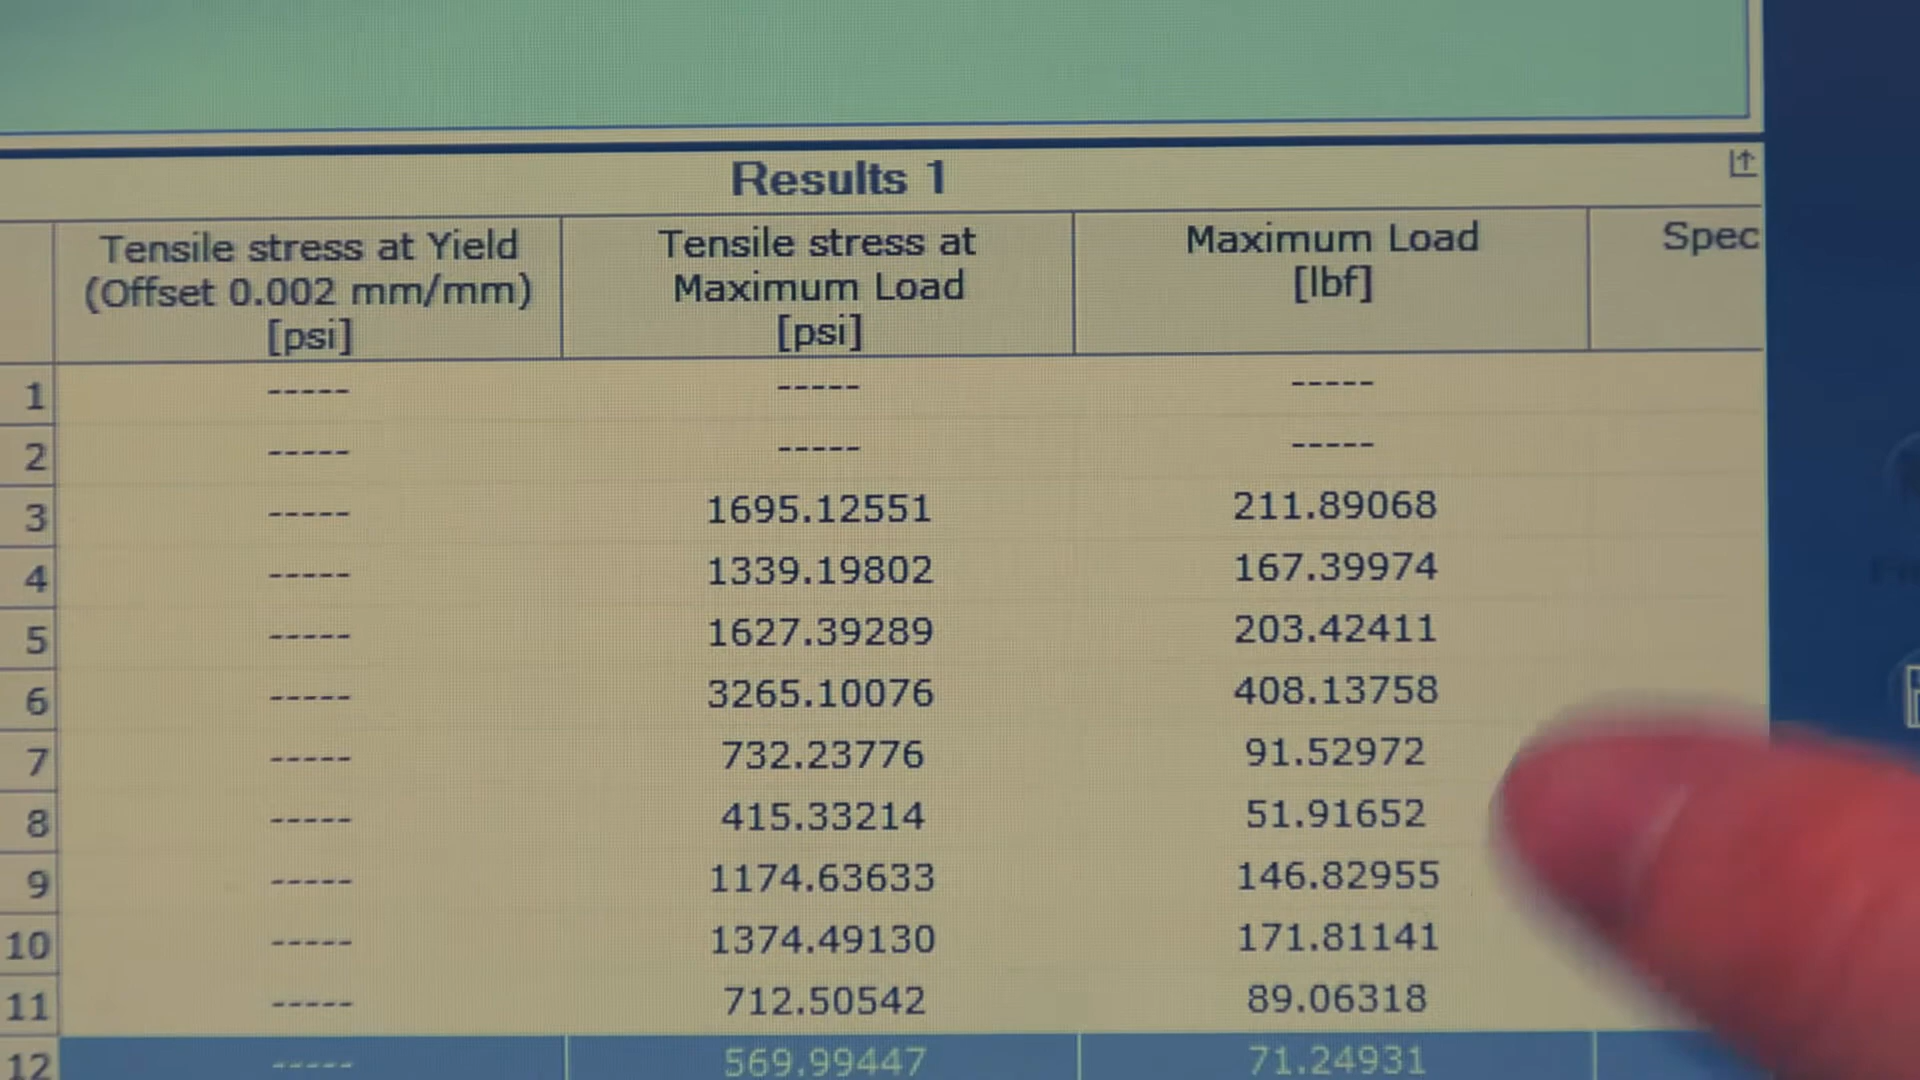 Results 1
Tensile stress at Yield
(Offset 0.002 mm/mm)
[psi]
Tensile stress at
Maximum Load
[psi]
Maximum Load
[lbf]
Spec
1 ----- ----- -----
2 ----- ----- -----
3 ----- 1695.12551 211.89068
4 ----- 1339.19802 167.39974
5 ----- 1627.39289 203.42411
6 ----- 3265.10076 408.13758
7 ----- 732.23776 91.52972
8 ----- 415.33214 51.91652
9 ----- 1174.63633 146.82955
10 ----- 1374.49130 171.81141
11 ----- 712.50542 89.06318
12 ----- 569.99447 71.24931